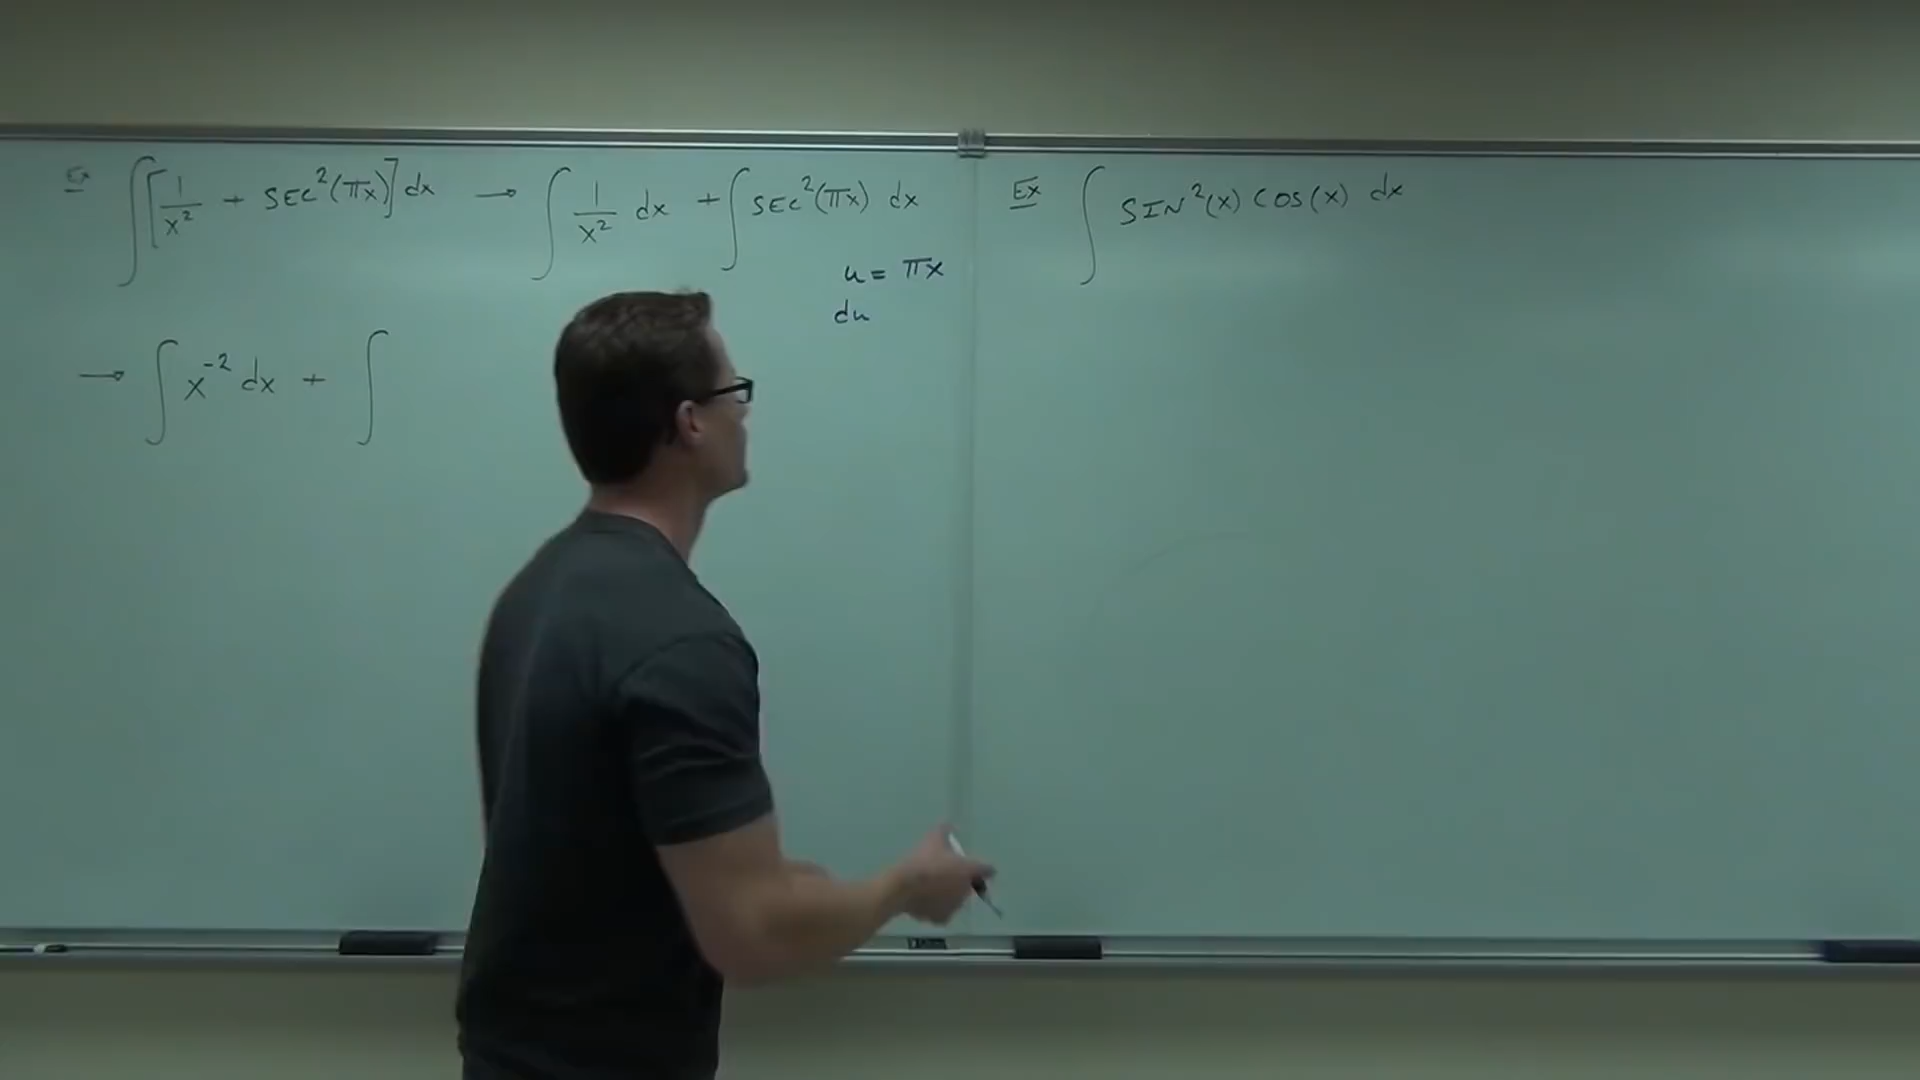 Ex ∫[1/x² + SEC²(πx)] dx → ∫ 1/x² dx + ∫ SEC²(πx) dx
u = πx
du
→ ∫ x⁻² dx + ∫
Ex ∫ SIN²(x) COS(x) dx